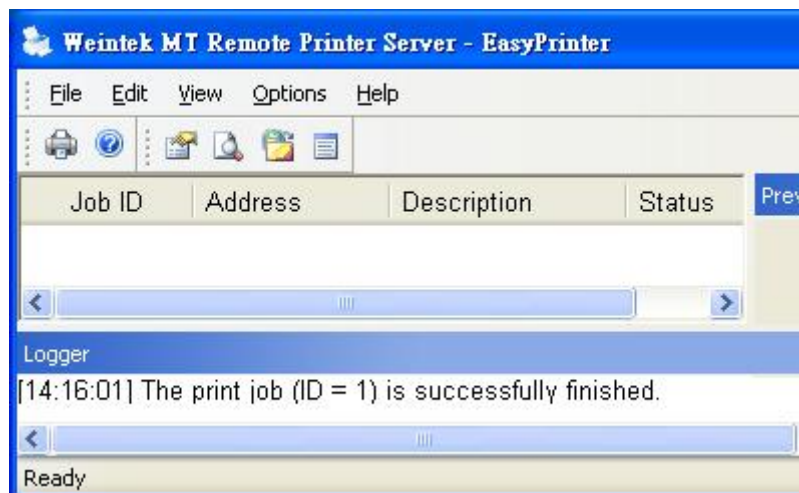 Weintek MT Remote Printer Server - EasyPrinter
File Edit View Options Help
Job ID Address Description Status
Prev
Logger
[14:16:01] The print job (ID = 1) is successfully finished.
Ready